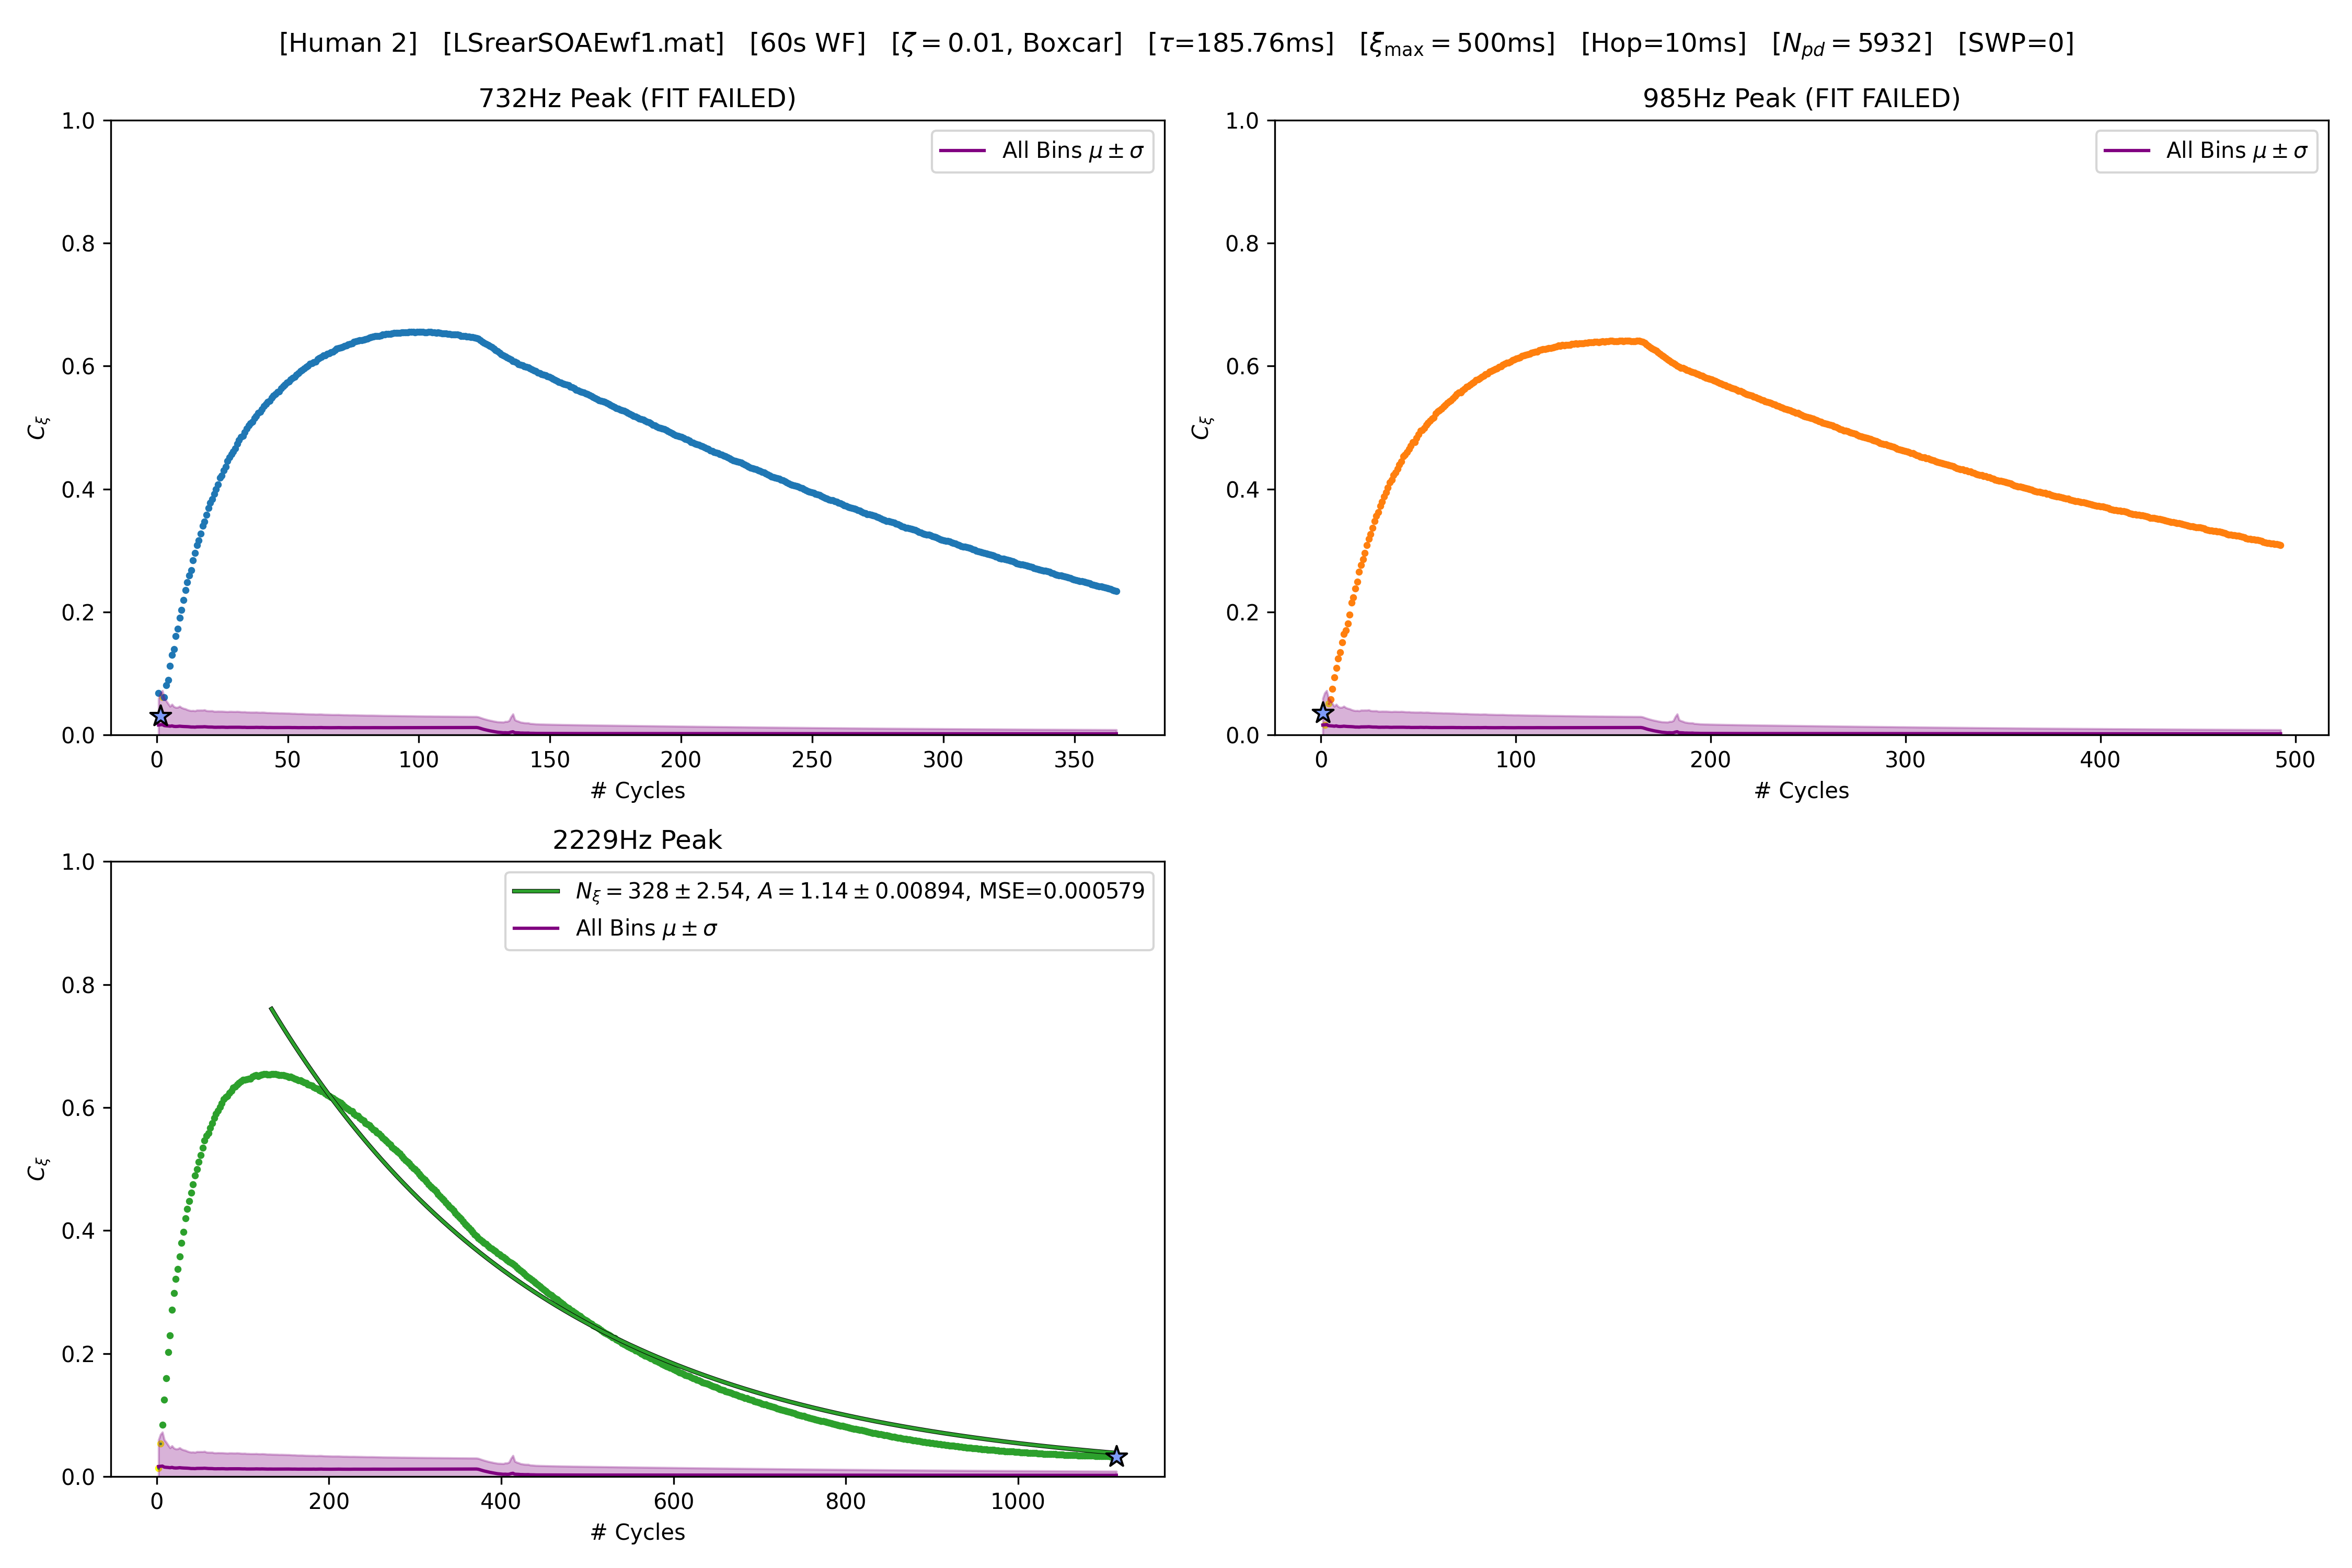 [Human 2] [LSrearSOAEwf1.mat] [60s WF] [ζ = 0.01, Boxcar] [τ=185.76ms] [ξmax = 500ms] [Hop=10ms] [Npd = 5932] [SWP=0]
732Hz Peak (FIT FAILED)
1.0
0.8
0.6
0.4
0.2
0.0
Cξ
All Bins μ ± σ
0 50 100 150 200 250 300 350
# Cycles
985Hz Peak (FIT FAILED)
1.0
0.8
0.6
0.4
0.2
0.0
Cξ
All Bins μ ± σ
0 100 200 300 400 500
# Cycles
2229Hz Peak
1.0
0.8
0.6
0.4
0.2
0.0
Cξ
Nξ = 328 ± 2.54, A = 1.14 ± 0.00894, MSE=0.000579
All Bins μ ± σ
0 200 400 600 800 1000
# Cycles